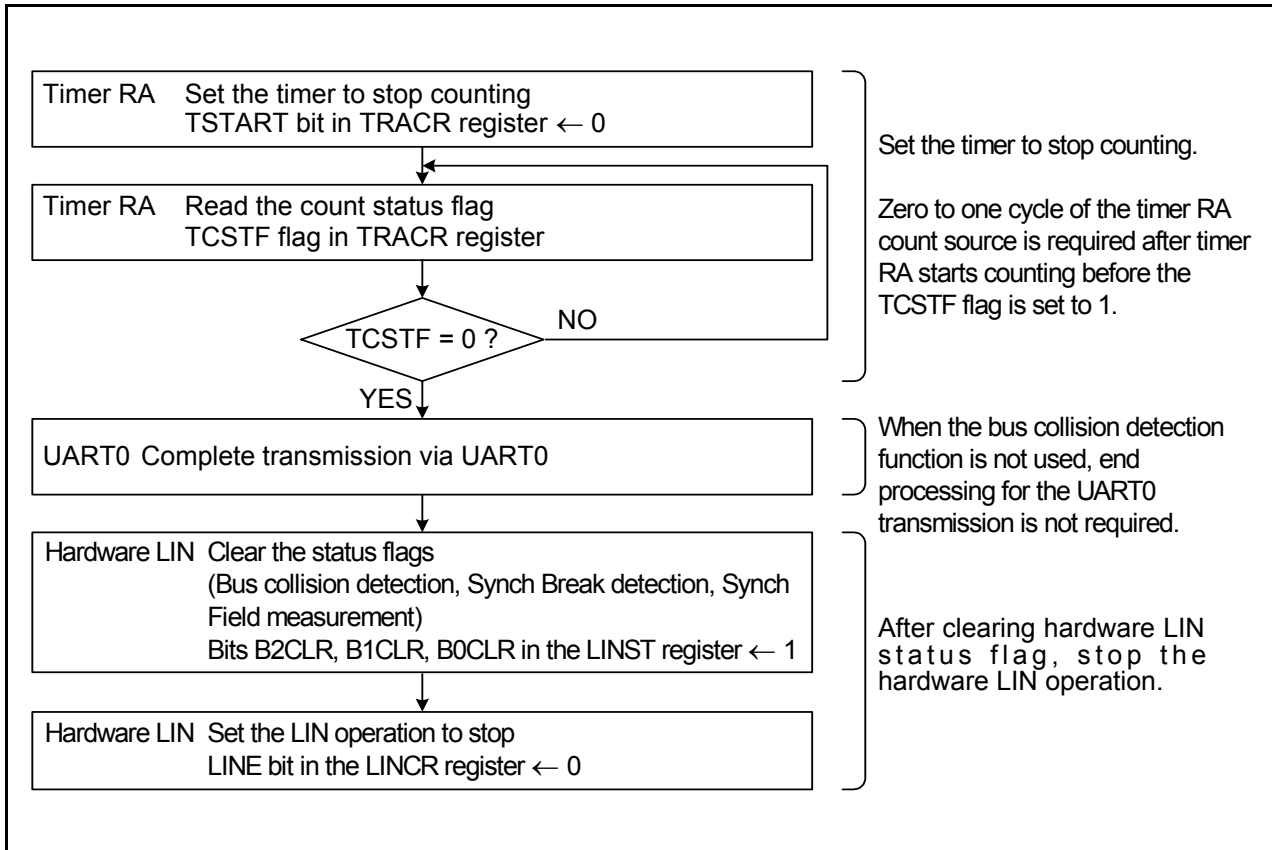 Timer RA Set the timer to stop counting
TSTART bit in TRACR register ← 0
Set the timer to stop counting.
Timer RA Read the count status flag
TCSTF flag in TRACR register
Zero to one cycle of the timer RA
count source is required after timer
RA starts counting before the
TCSTF flag is set to 1.
TCSTF = 0 ?
NO
YES
UART0 Complete transmission via UART0
When the bus collision detection
function is not used, end
processing for the UART0
transmission is not required.
Hardware LIN Clear the status flags
(Bus collision detection, Synch Break detection, Synch
Field measurement)
Bits B2CLR, B1CLR, B0CLR in the LINST register ← 1
After clearing hardware LIN
status flag, stop the
hardware LIN operation.
Hardware LIN Set the LIN operation to stop
LINE bit in the LINCR register ← 0